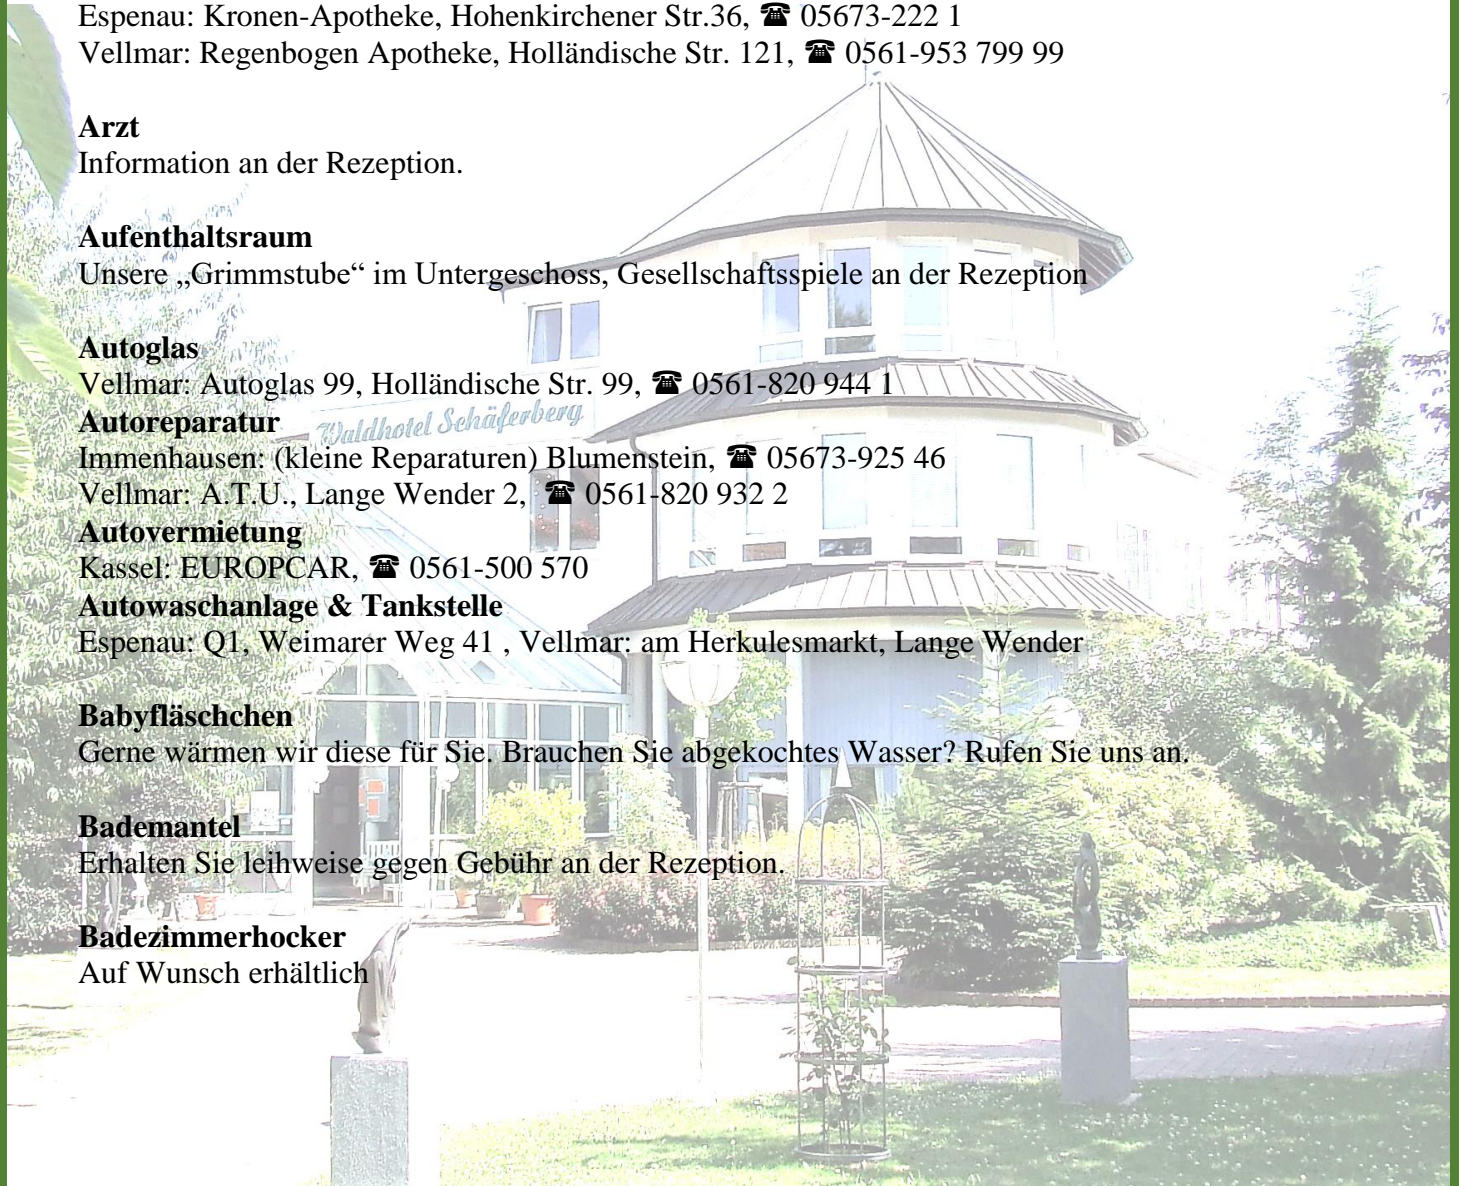 Espenau: Kronen-Apotheke, Hohenkirchener Str.36, ☎ 05673-222 1
Vellmar: Regenbogen Apotheke, Holländische Str. 121, ☎ 0561-953 799 99
Arzt
Information an der Rezeption.
Aufenthaltsraum
Unsere „Grimmstube“ im Untergeschoss, Gesellschaftsspiele an der Rezeption
Autoglas
Vellmar: Autoglas 99, Holländische Str. 99, ☎ 0561-820 944 1
Waldhotel Schäferberg
Autoreparatur
Immenhausen: (kleine Reparaturen) Blumenstein, ☎ 05673-925 46
Vellmar: A.T.U., Lange Wender 2, ☎ 0561-820 932 2
Autovermietung
Kassel: EUROPCAR, ☎ 0561-500 570
Autowaschanlage & Tankstelle
Espenau: Q1, Weimarer Weg 41 , Vellmar: am Herkulesmarkt, Lange Wender
Babyfläschchen
Gerne wärmen wir diese für Sie. Brauchen Sie abgekochtes Wasser? Rufen Sie uns an.
Bademantel
Erhalten Sie leihweise gegen Gebühr an der Rezeption.
Badezimmerhocker
Auf Wunsch erhältlich